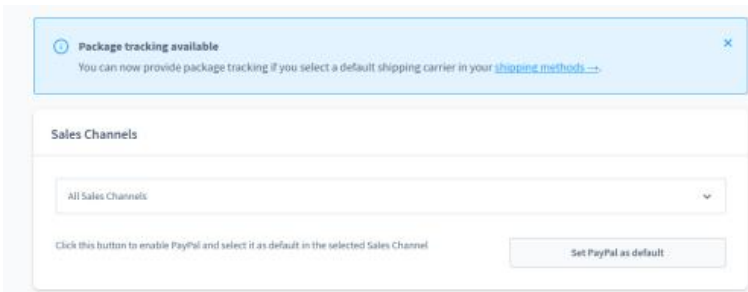 Package tracking available
You can now provide package tracking if you select a default shipping carrier in your shipping methods →.
Sales Channels
All Sales Channels
Click this button to enable PayPal and select it as default in the selected Sales Channel
Set PayPal as default